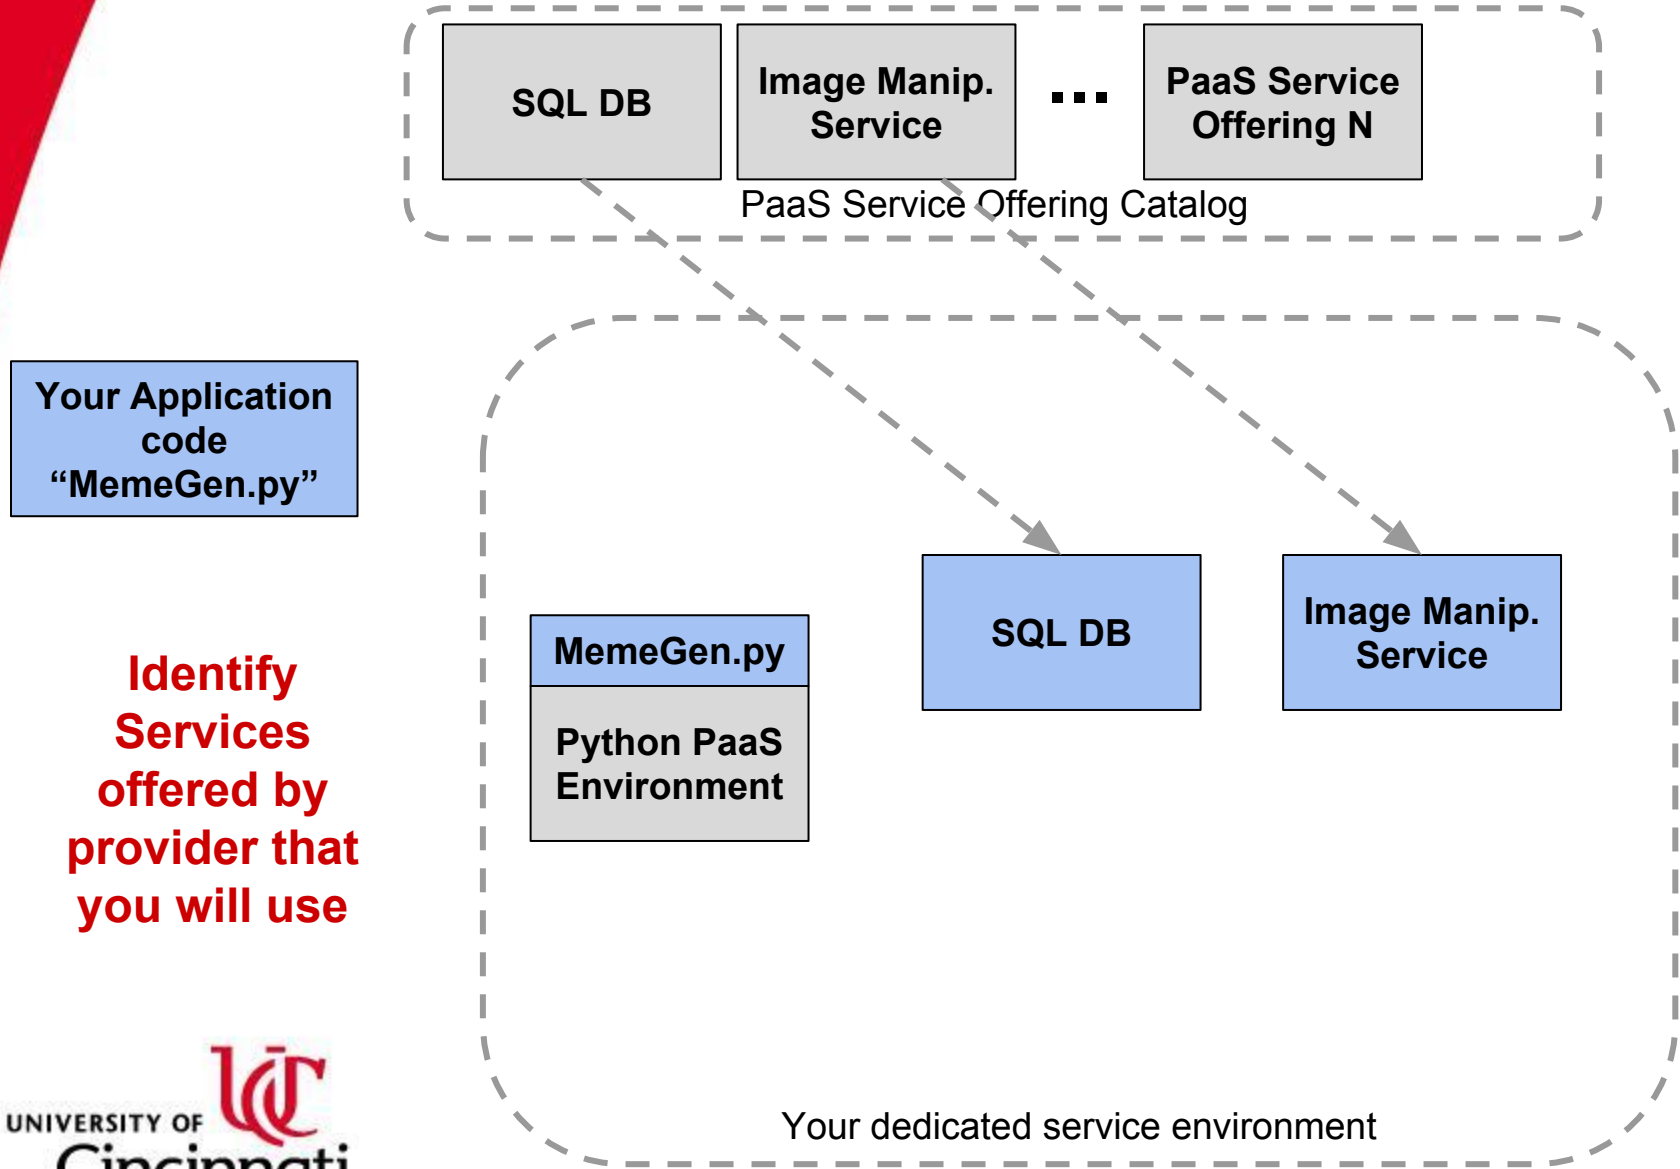 SQL DB
Image Manip.
Service
...
PaaS Service
Offering N
PaaS Service Offering Catalog
Your Application
code
“MemeGen.py”
Identify
Services
offered by
provider that
you will use
MemeGen.py
Python PaaS
Environment
SQL DB
Image Manip.
Service
Your dedicated service environment
UC
UNIVERSITY OF
Cincinnati